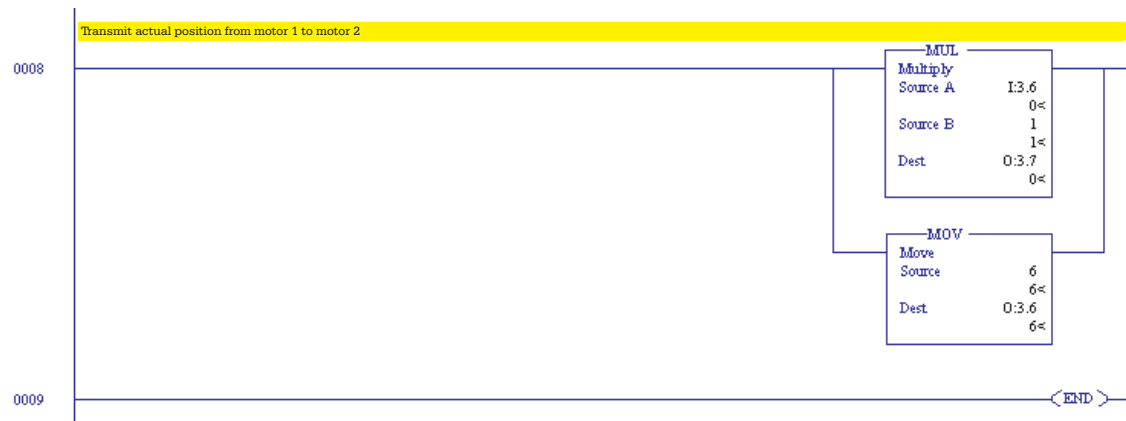 Transmit actual position from motor 1 to motor 2
0008
MUL
Multiply
Source A I:3.6
0<
Source B 1
1<
Dest O:3.7
0<
MOV
Move
Source 6
6<
Dest O:3.6
6<
0009 END